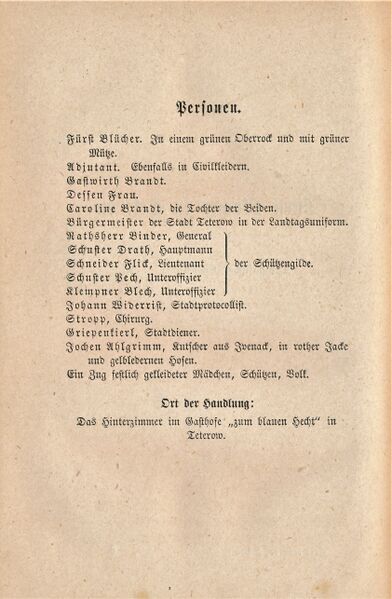 Personen.
Fürst Blücher. In einem grünen Oberrock und mit grüner
Mütze.
Adjutant. Ebenfalls in Civilkleidern.
Gastwirth Brandt.
Dessen Frau.
Caroline Brandt, die Tochter der Beiden.
Bürgermeister der Stadt Teterow in der Landtagsuniform.
Rathsherr Binder, General
Schuster Drath, Hauptmann
Schneider Flick, Lieutenant
Schuster Pech, Unteroffizier
Klempner Blech, Unteroffizier
der Schützengilde.
Johann Widerrist, Stadtprotocollist.
Stropp, Chirurg.
Griepenkierl, Stadtdiener.
Jochen Ahlgrimm, Kutscher aus Ivenack, in rother Jacke
und gelbledernen Hosen.
Ein Zug festlich gekleideter Mädchen, Schützen, Volk.
Ort der Handlung:
Das Hinterzimmer im Gasthofe „zum blauen Hecht“ in
Teterow.